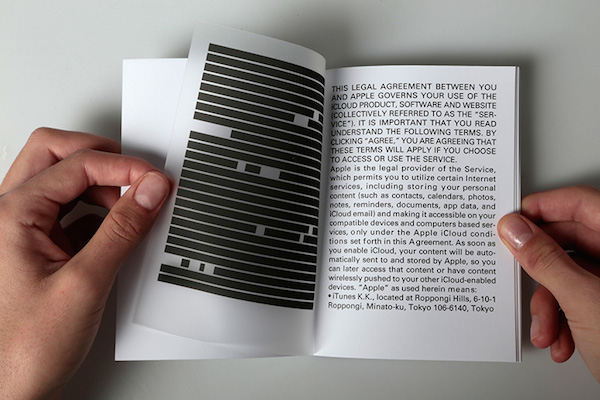 THIS LEGAL AGREEMENT BETWEEN YOU
AND APPLE GOVERNS YOUR USE OF THE
iCLOUD PRODUCT, SOFTWARE AND WEBSITE
(COLLECTIVELY REFERRED TO AS THE "SER-
VICE"). IT IS IMPORTANT THAT YOU READ
UNDERSTAND THE FOLLOWING TERMS. BY
CLICKING "AGREE," YOU ARE AGREEING THAT
THESE TERMS WILL APPLY IF YOU CHOOSE
TO ACCESS OR USE THE SERVICE.
Apple is the legal provider of the Service,
which permits you to utilize certain Internet
services, including storing your personal
content (such as contacts, calendars, photos,
notes, reminders, documents, app data, and
iCloud email) and making it accessible on your
compatible devices and computers based ser-
vices, only under the Apple iCloud condi-
tions set forth in this Agreement. As soon as
you enable iCloud, your content will be auto-
matically sent to and stored by Apple, so you
can later access that content or have content
wirelessly pushed to your other iCloud-enabled
devices. "Apple" as used herein means:
• iTunes K.K., located at Roppongi Hills, 6-10-1
Roppongi, Minato-ku, Tokyo 106-6140, Tokyo